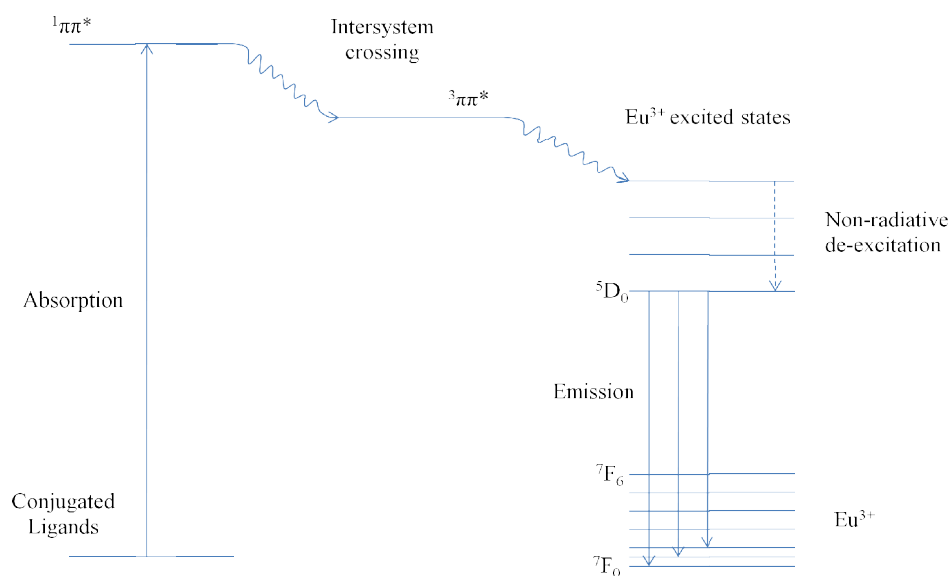 ¹ππ*
Intersystem
crossing
³ππ*
Eu³⁺ excited states
Non-radiative
de-excitation
Absorption
⁵D₀
Emission
⁷F₆
Conjugated
Ligands
Eu³⁺
⁷F₀